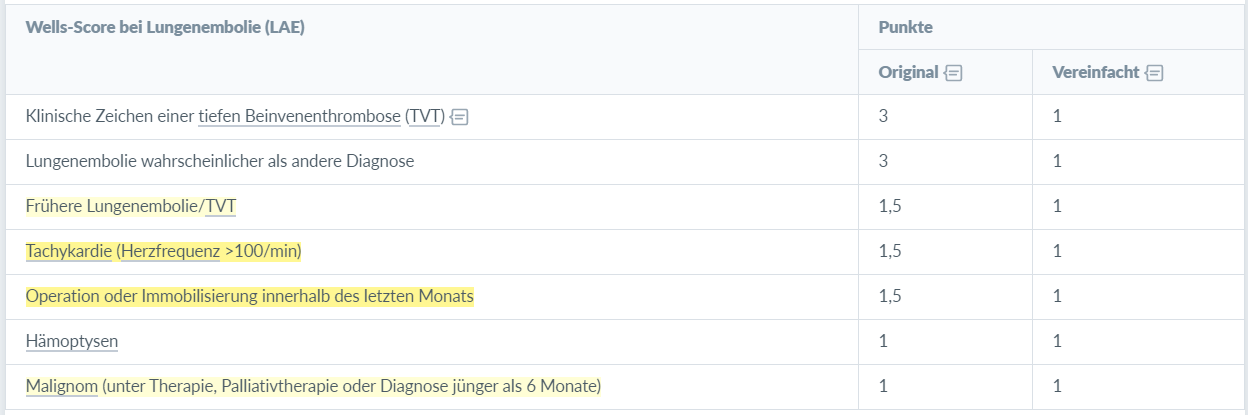 Wells-Score bei Lungenembolie (LAE) Punkte
Original Vereinfacht
Klinische Zeichen einer tiefen Beinvenenthrombose (TVT) 3 1
Lungenembolie wahrscheinlicher als andere Diagnose 3 1
Frühere Lungenembolie/TVT 1,5 1
Tachykardie (Herzfrequenz >100/min) 1,5 1
Operation oder Immobilisierung innerhalb des letzten Monats 1,5 1
Hämoptysen 1 1
Malignom (unter Therapie, Palliativtherapie oder Diagnose jünger als 6 Monate) 1 1